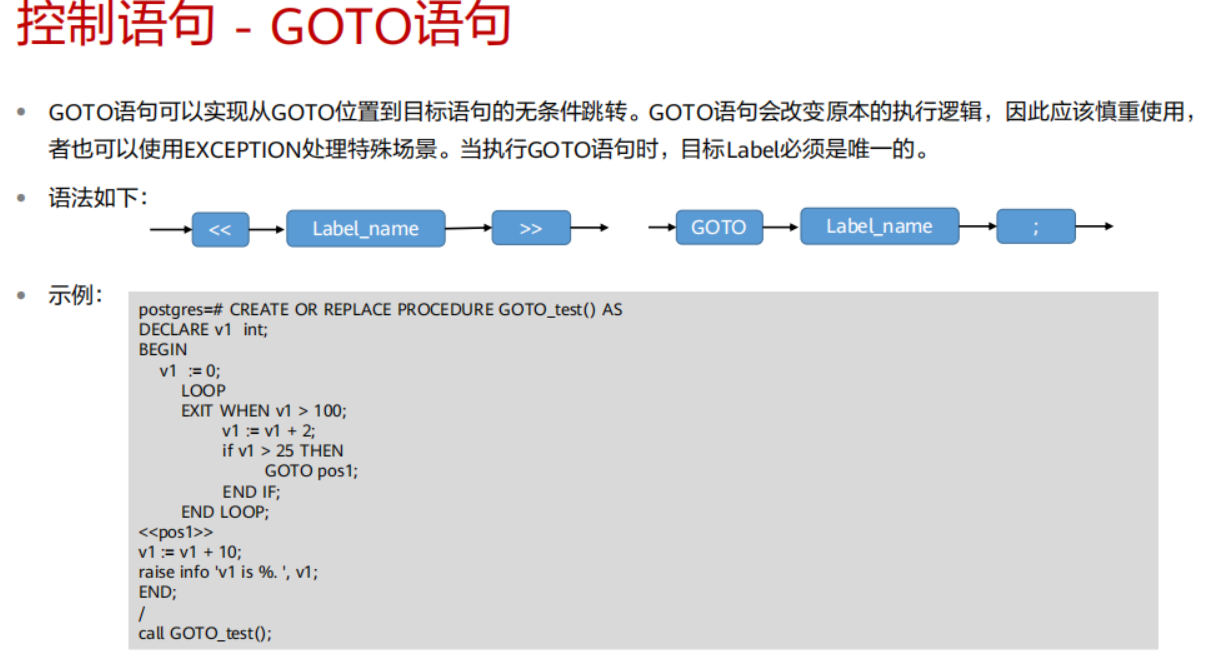 控制语句 - GOTO语句
• GOTO语句可以实现从GOTO位置到目标语句的无条件跳转。GOTO语句会改变原本的执行逻辑，因此应该慎重使用，
者也可以使用EXCEPTION处理特殊场景。当执行GOTO语句时，目标Label必须是唯一的。
• 语法如下：
<< Label_name >> GOTO Label_name ;
• 示例：
postgres=# CREATE OR REPLACE PROCEDURE GOTO_test() AS
DECLARE v1 int;
BEGIN
v1 := 0;
LOOP
EXIT WHEN v1 > 100;
v1 := v1 + 2;
if v1 > 25 THEN
GOTO pos1;
END IF;
END LOOP;
<<pos1>>
v1 := v1 + 10;
raise info 'v1 is %. ', v1;
END;
/
call GOTO_test();